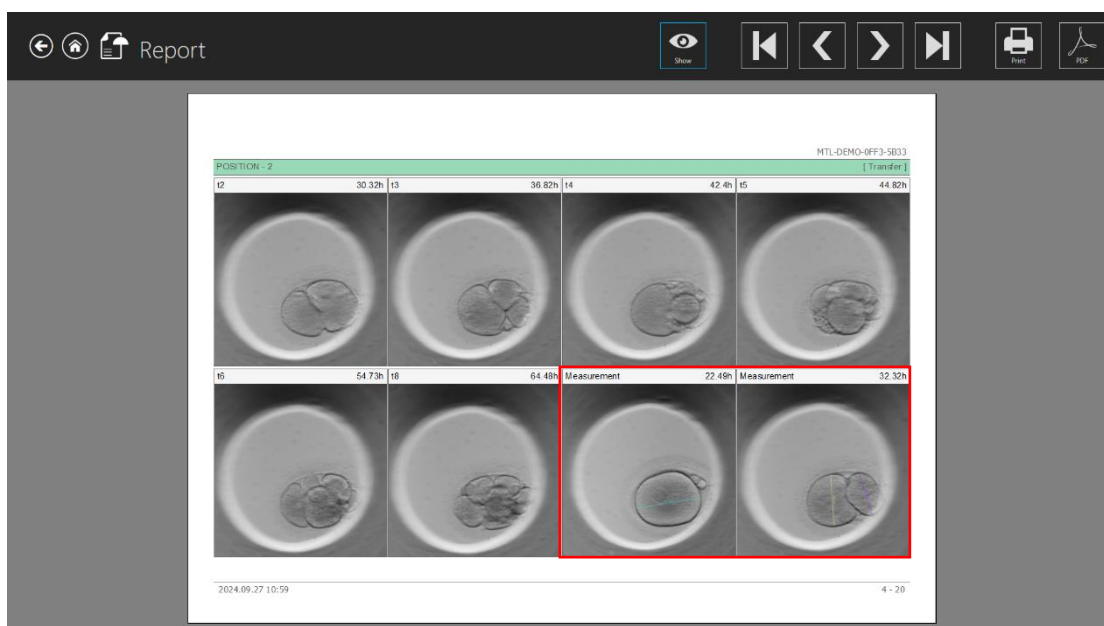 Report
Show
Print
PDF
MTL-DEMO-0FF3-5B33
POSITION - 2 [ Transfer ]
t2 30.32h t3 36.82h t4 42.4h t5 44.82h
t6 54.73h t8 64.48h Measurement 22.49h Measurement 32.32h
2024.09.27 10:59 4 - 20